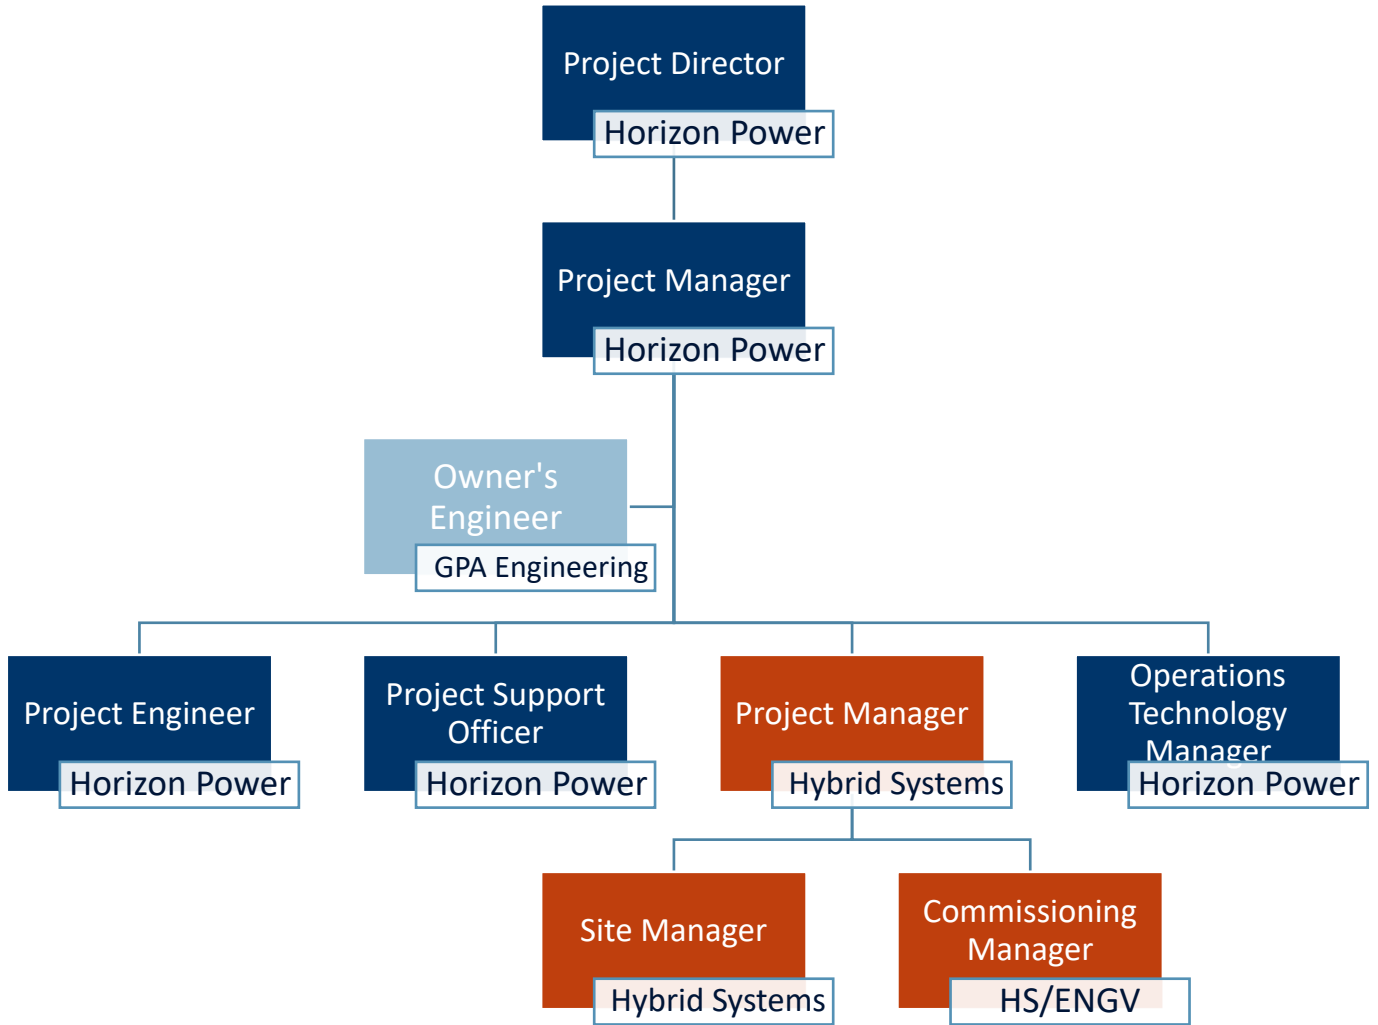 Project Director
Horizon Power
Project Manager
Horizon Power
Owner's
Engineer
GPA Engineering
Project Engineer
Horizon Power
Project Support
Officer
Horizon Power
Project Manager
Hybrid Systems
Operations
Technology
Manager
Horizon Power
Site Manager
Hybrid Systems
Commissioning
Manager
HS/ENGV